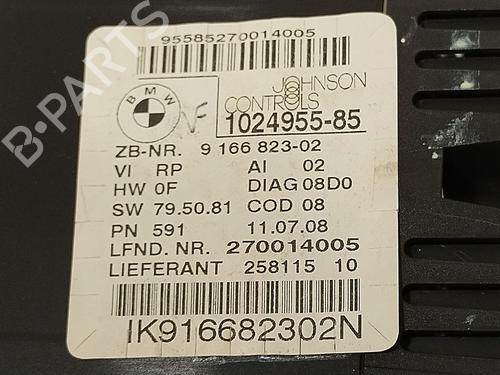 95585270014005
BMW
JOHNSON
CONTROLS
VF
1024955-85
ZB-NR. 9 166 823-02
VI RP AI 02
HW 0F DIAG 08D0
SW 79.50.81 COD 08
PN 591 11.07.08
LFND. NR. 270014005
LIEFERANT 258115 10
IK916682302N
B-PARTS